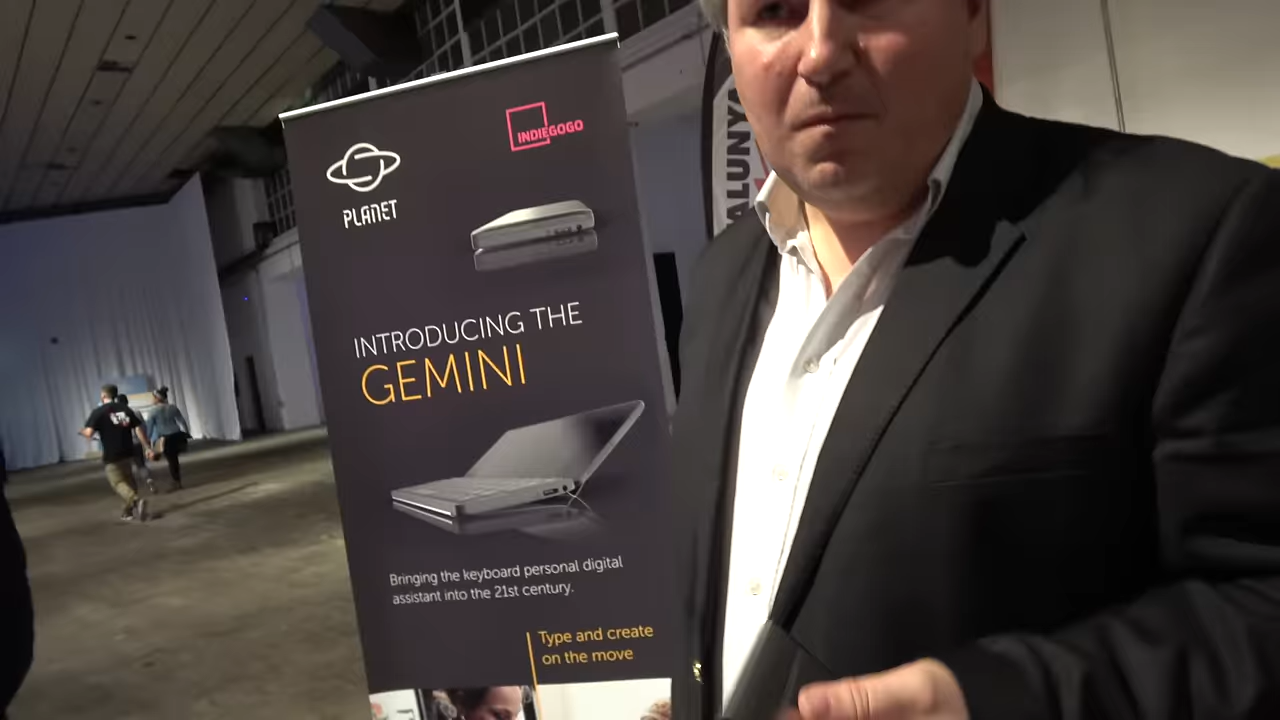 INDIEGOGO
PLANET
INTRODUCING THE
GEMINI
Bringing the keyboard personal digital
assistant into the 21st century.
Type and create
on the move
ALUNYA